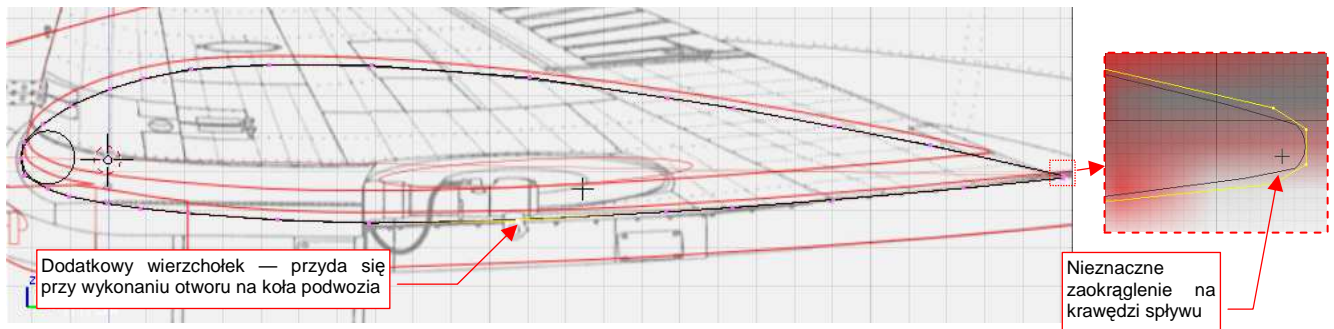 Dodatkowy wierzchołek — przyda się
przy wykonaniu otworu na koła podwozia
Nieznaczne
zaokrąglenie na
krawędzi spływu
z